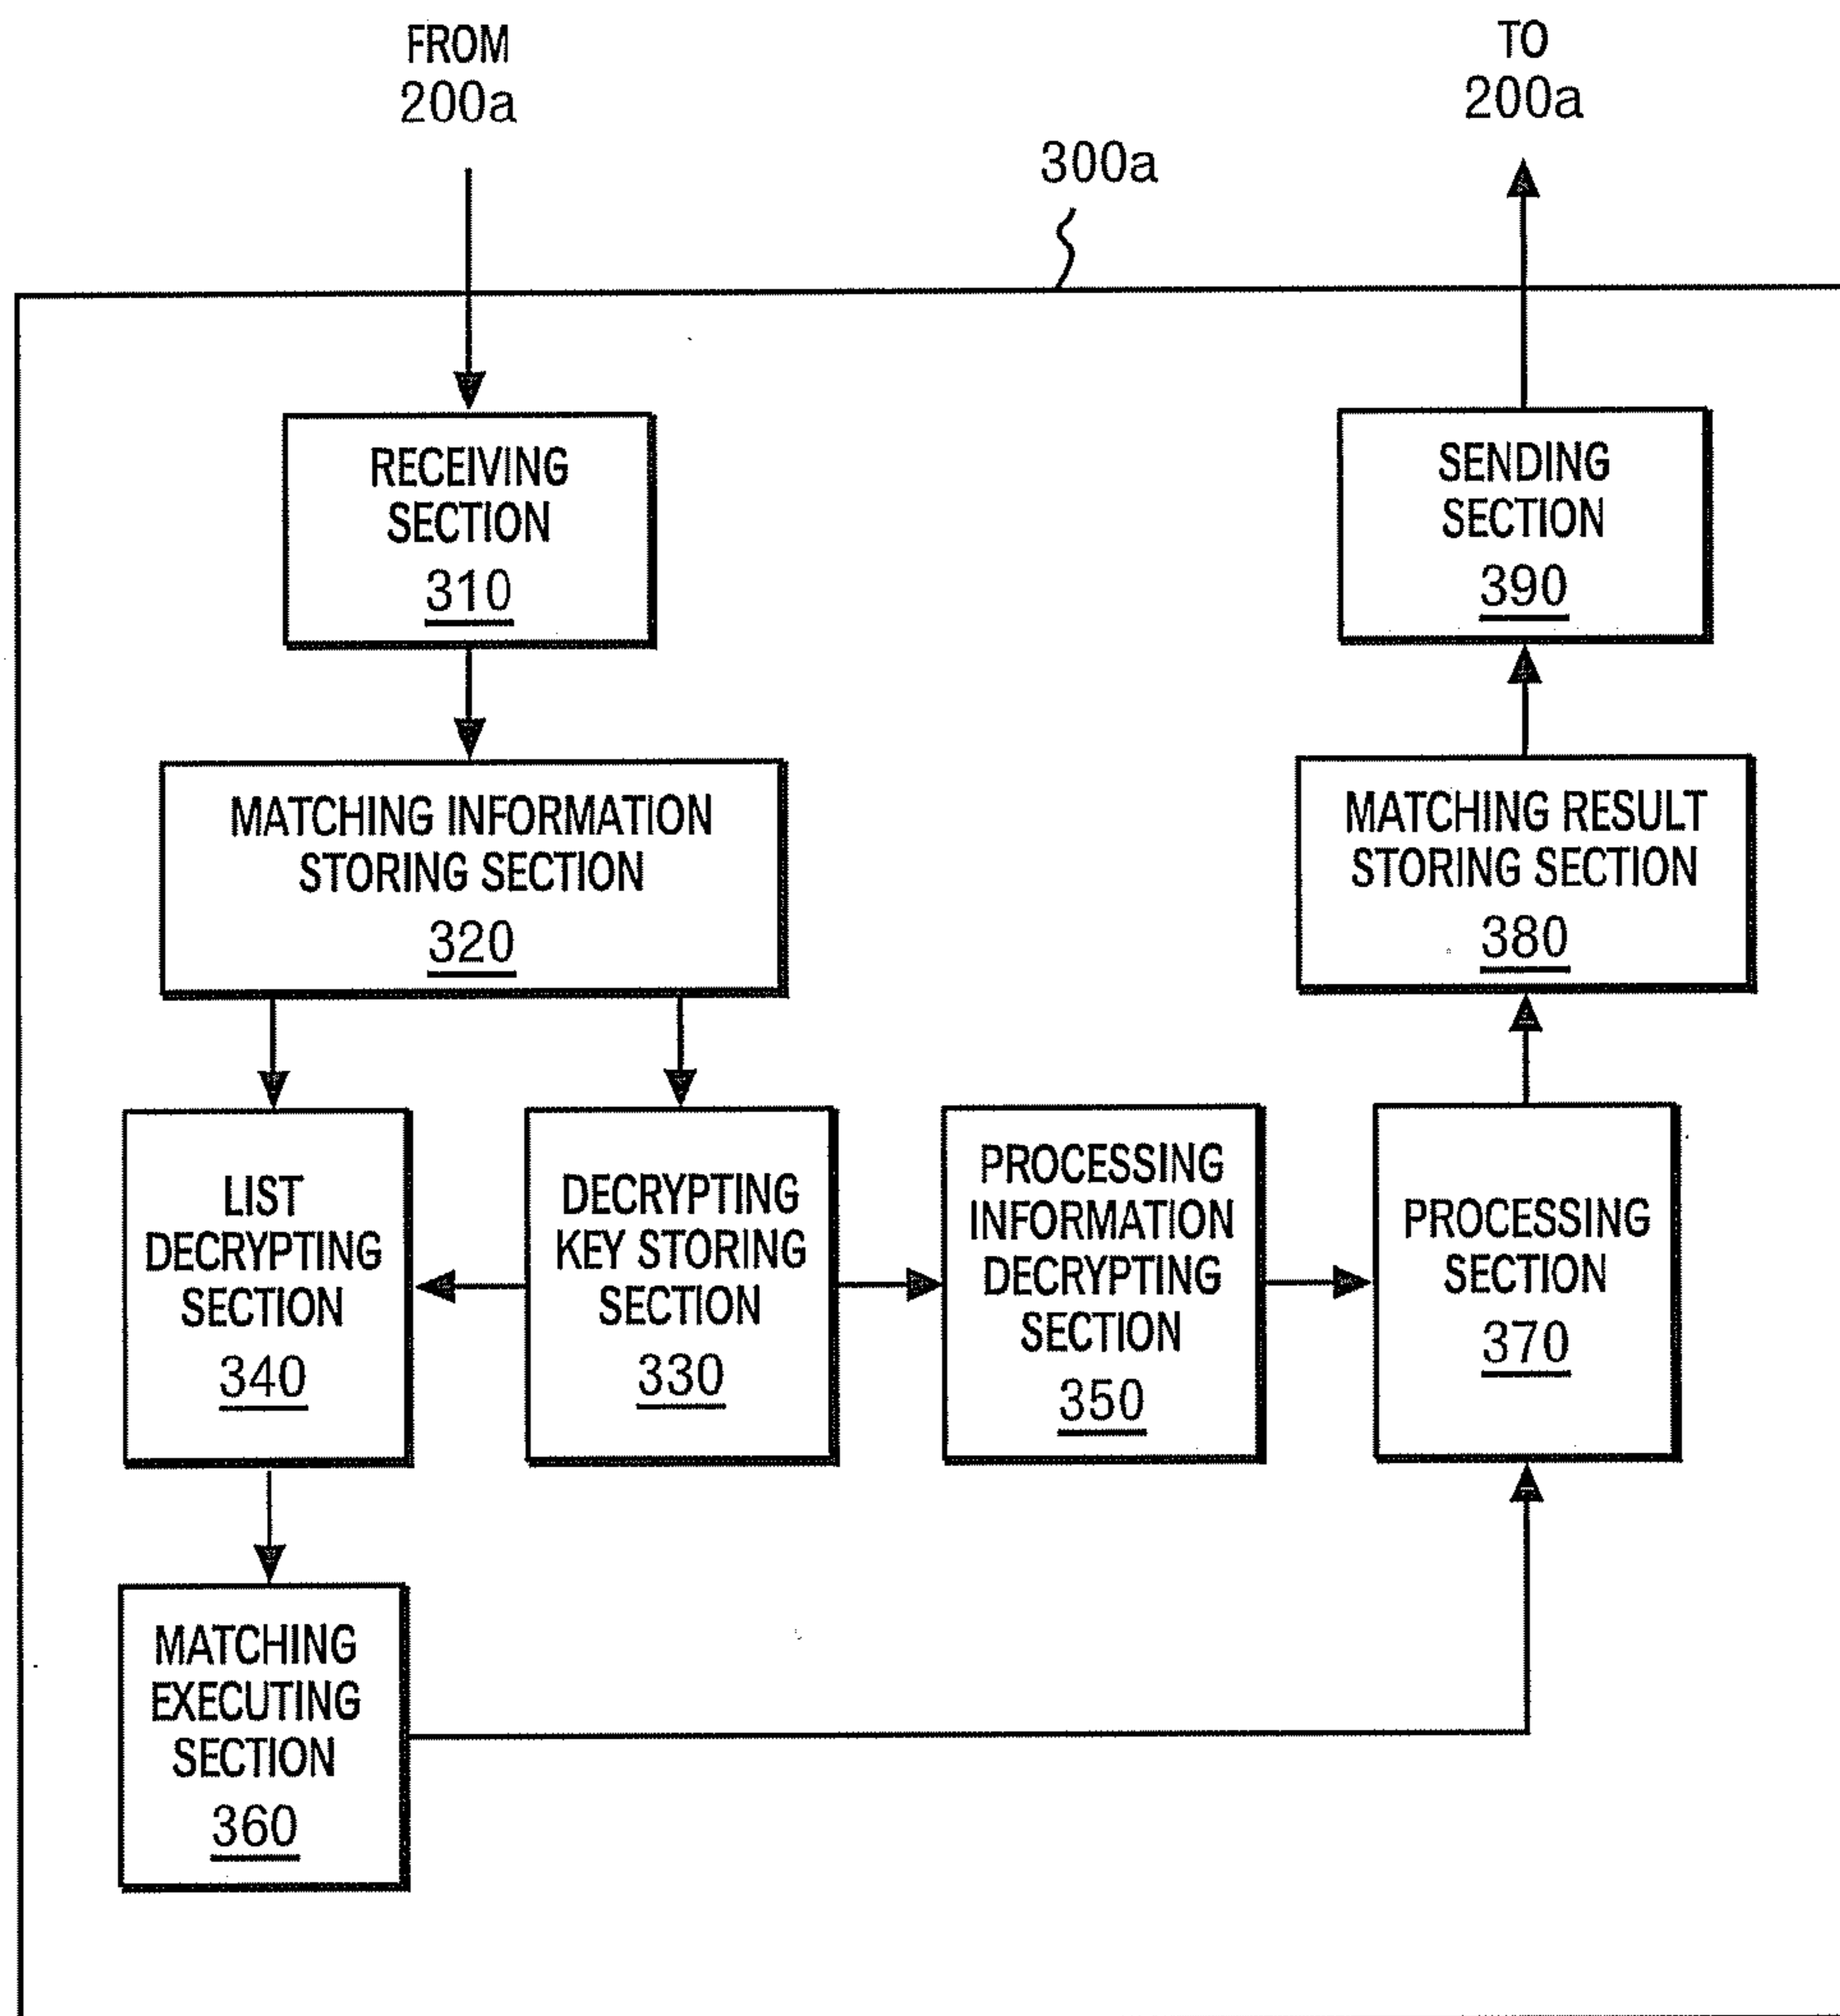 FROM
200a
TO
200a
300a
RECEIVING
SECTION
310
SENDING
SECTION
390
MATCHING INFORMATION
STORING SECTION
320
MATCHING RESULT
STORING SECTION
380
LIST
DECRYPTING
SECTION
340
DECRYPTING
KEY STORING
SECTION
330
PROCESSING
INFORMATION
DECRYPTING
SECTION
350
PROCESSING
SECTION
370
MATCHING
EXECUTING
SECTION
360